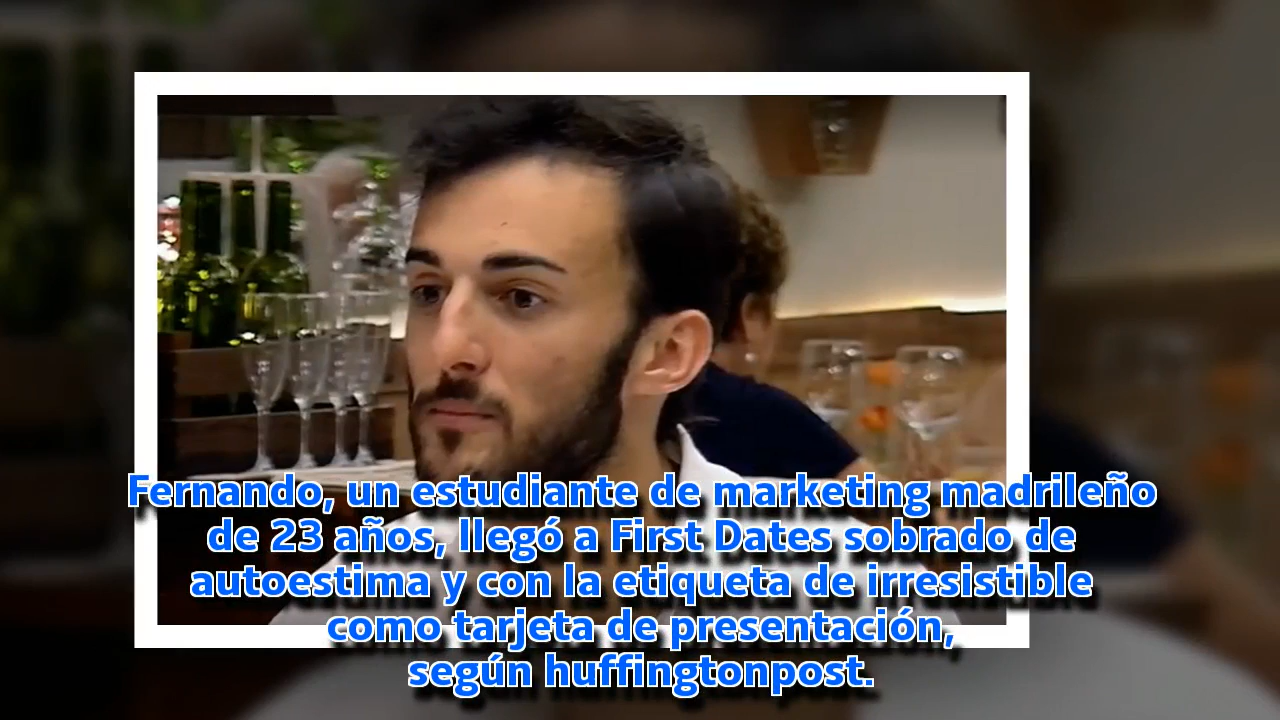 Fernando, un estudiante de marketing madrileño
de 23 años, llegó a First Dates sobrado de
autoestima y con la etiqueta de irresistible
como tarjeta de presentación,
según huffingtonpost.